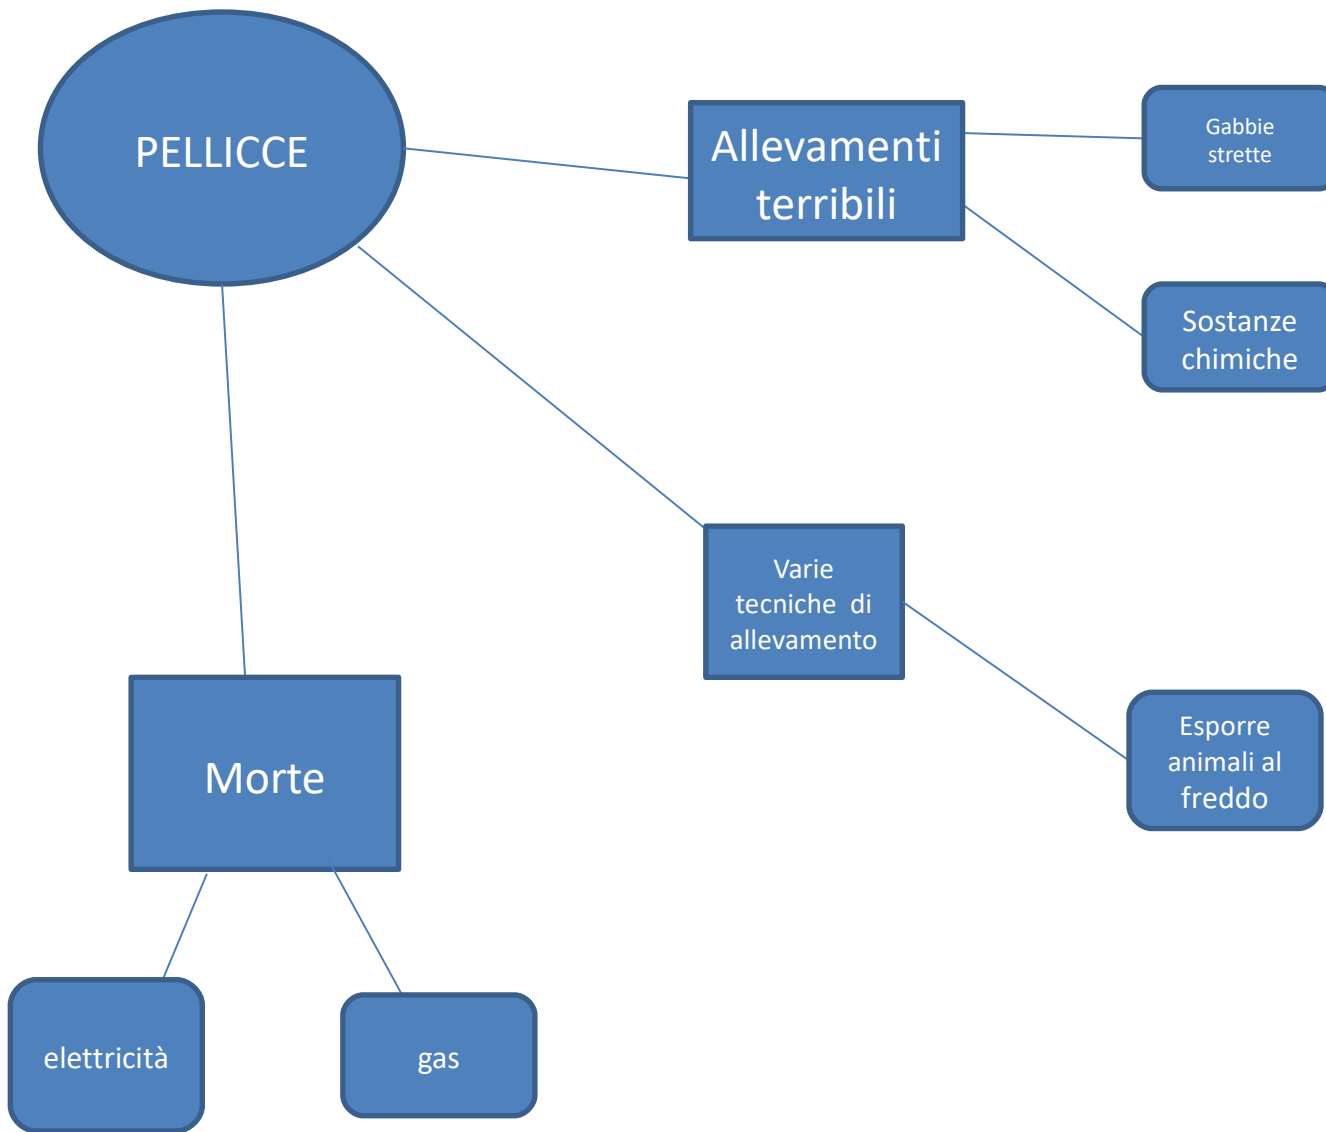 PELLICCE
Allevamenti
terribili
Gabbie
strette
Sostanze
chimiche
Varie
tecniche  di
allevamento
Esporre
animali al
freddo
Morte
elettricità
gas